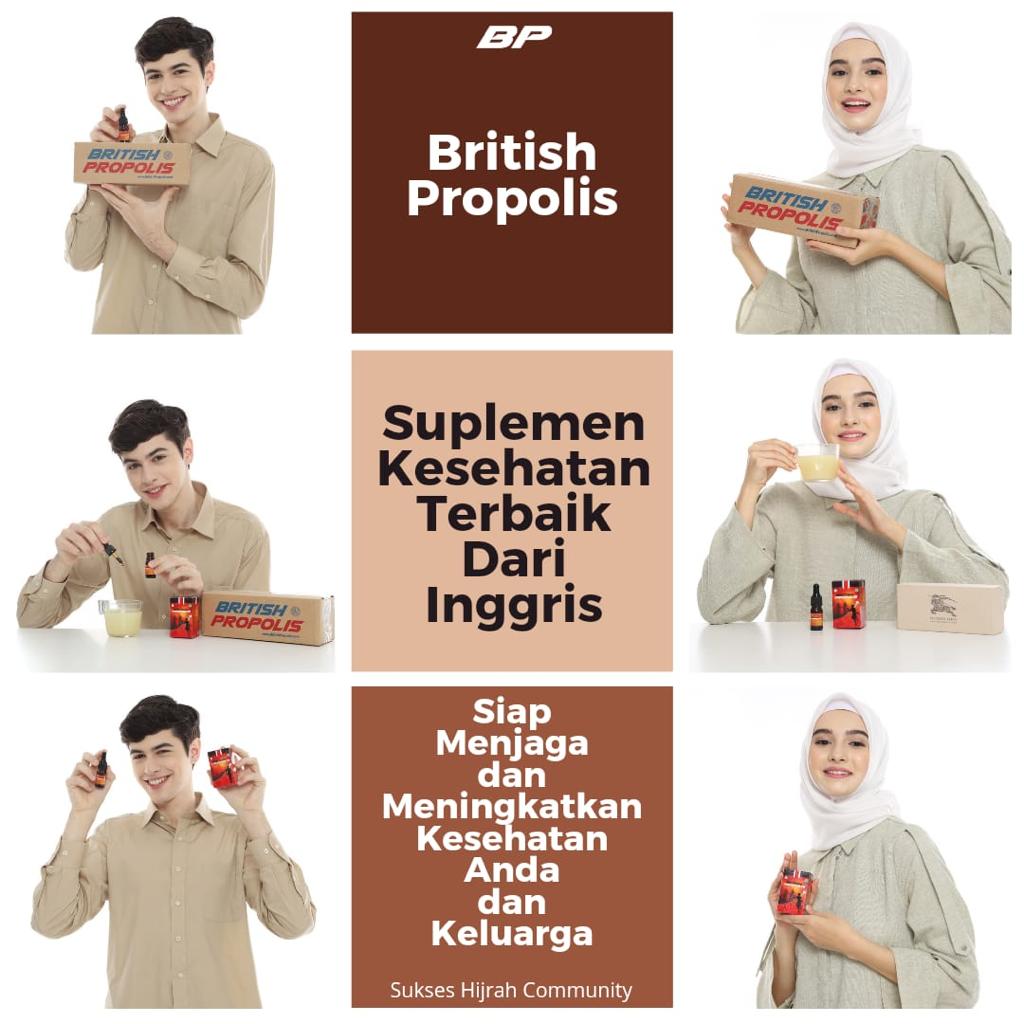 BP
British
Propolis
BRITISH
PROPOLIS
BRITISH
PROPOLIS
Suplemen
Kesehatan
Terbaik
Dari
Inggris
BRITISH
PROPOLIS
Siap
Menjaga
dan
Meningkatkan
Kesehatan
Anda
dan
Keluarga
Sukses Hijrah Community